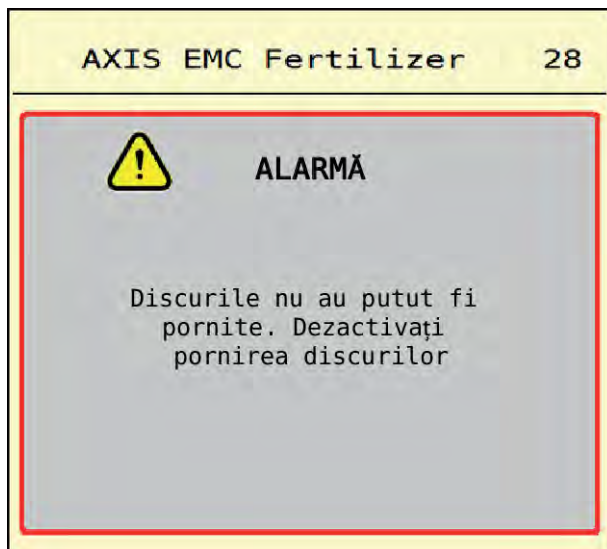 AXIS EMC Fertilizer 28
ALARMĂ
Discurile nu au putut fi
pornite. Dezactivați
pornirea discurilor